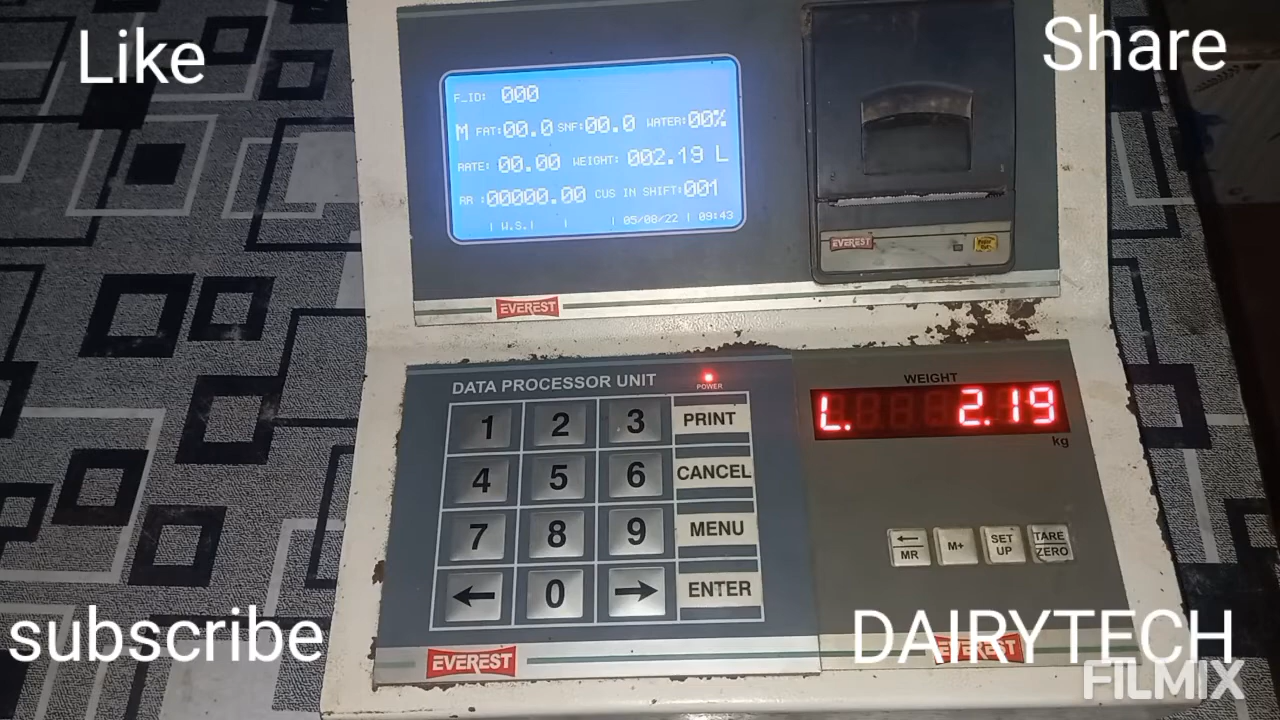 Like
Share
F_ID: 000
M FAT:00.0 SNF:00.0 WATER:00%
RATE: 00.00 WEIGHT: 002.19 L
RR :00000.00 CUS IN SHIFT:001
| W.S.| | | 05/08/22 | 09:43
EVEREST
EVEREST
DATA PROCESSOR UNIT
POWER
WEIGHT
L. 2.19
kg
1 2 3 PRINT
4 5 6 CANCEL
7 8 9 MENU
← 0 → ENTER
← MR
M+
SET UP
TARE ZERO
subscribe
DAIRYTECH
EVEREST
EVEREST
FILMIX